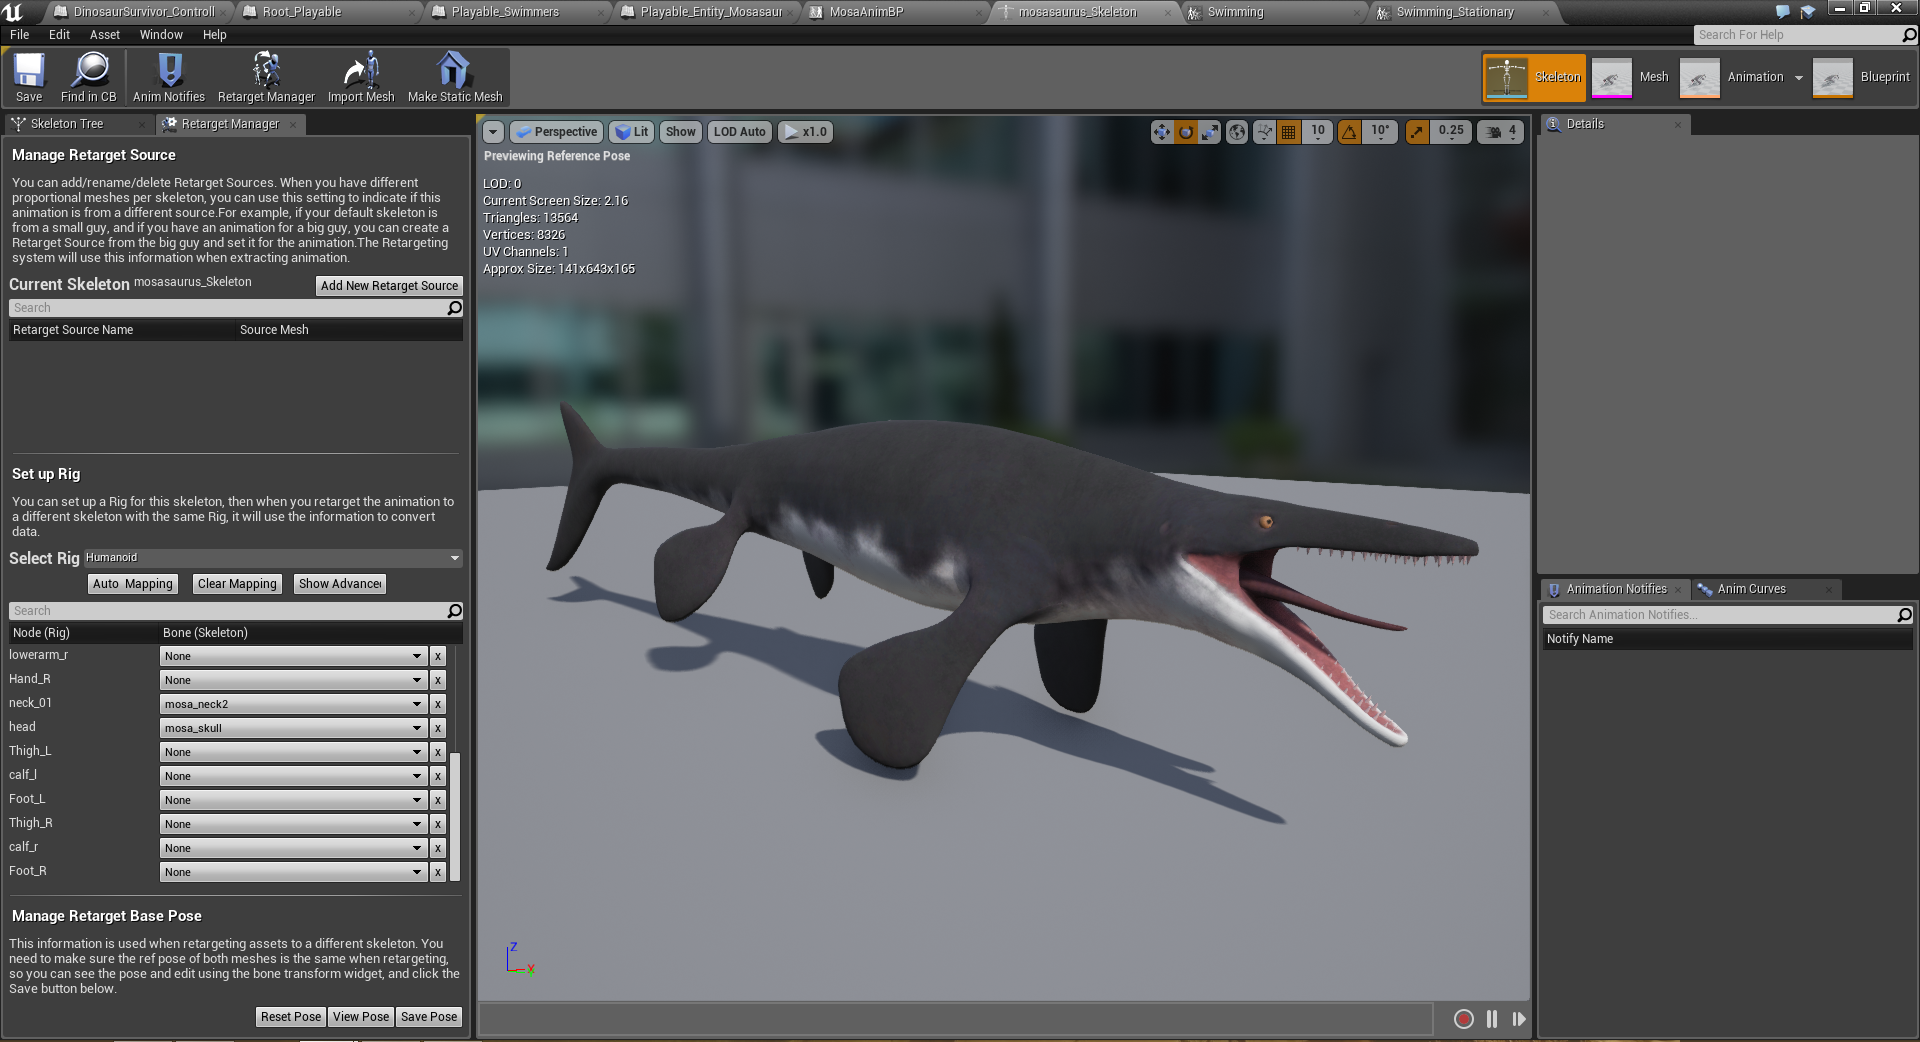 DinosaurSurvivor_Controll
Root_Playable
Playable_Swimmers
Playable_Entity_Mosasaur
MosaAnimBP
mosasaurus_Skeleton
Swimming
Swimming_Stationary
File
Edit
Asset
Window
Help
Search For Help
Save
Find in CB
Anim Notifies
Retarget Manager
Import Mesh
Make Static Mesh
Skeleton
Mesh
Animation
Blueprint
Skeleton Tree
Retarget Manager
Manage Retarget Source
You can add/rename/delete Retarget Sources. When you have different
proportional meshes per skeleton, you can use this setting to indicate if this
animation is from a different source.For example, if your default skeleton is
from a small guy, and if you have an animation for a big guy, you can create a
Retarget Source from the big guy and set it for the animation.The Retargeting
system will use this information when extracting animation.
Current Skeleton mosasaurus_Skeleton
Add New Retarget Source
Search
Retarget Source Name
Source Mesh
Set up Rig
You can set up a Rig for this skeleton, then when you retarget the animation to
a different skeleton with the same Rig, it will use the information to convert
data.
Select Rig Humanoid
Auto Mapping
Clear Mapping
Show Advanced
Search
Node (Rig)
Bone (Skeleton)
lowerarm_r None x
Hand_R None x
neck_01 mosa_neck2 x
head mosa_skull x
Thigh_L None x
calf_l None x
Foot_L None x
Thigh_R None x
calf_r None x
Foot_R None x
Manage Retarget Base Pose
This information is used when retargeting assets to a different skeleton. You
need to make sure the ref pose of both meshes is the same when retargeting,
so you can see the pose and edit using the bone transform widget, and click the
Save button below.
Reset Pose
View Pose
Save Pose
Perspective
Lit
Show
LOD Auto
x1.0
10
10°
0.25
4
Previewing Reference Pose
LOD: 0
Current Screen Size: 2.16
Triangles: 13564
Vertices: 8326
UV Channels: 1
Approx Size: 141x643x165
Z
X
Details
Animation Notifies
Anim Curves
Search Animation Notifies...
Notify Name